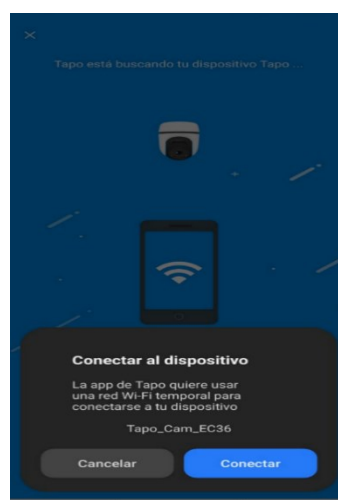 Tapo está buscando tu dispositivo Tapo ...
Conectar al dispositivo
La app de Tapo quiere usar
una red Wi-Fi temporal para
conectarse a tu dispositivo
Tapo_Cam_EC36
Cancelar
Conectar